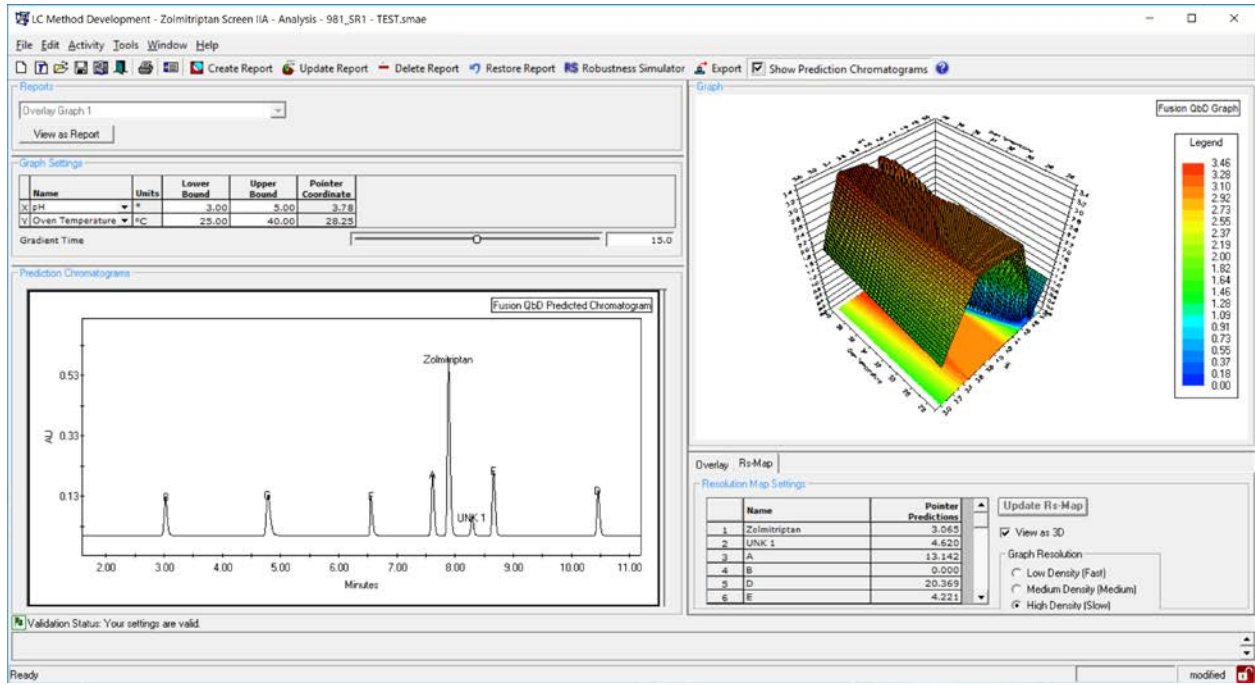 LC Method Development - Zolmitriptan Screen IIA - Analysis - 981_SR1 - TEST.smae
File Edit Activity Tools Window Help
Create Report Update Report Delete Report Restore Report RS Robustness Simulator Export Show Prediction Chromatograms
Reports
Overlay Graph 1
View as Report
Graph Settings
Name Units Lower Bound Upper Bound Pointer Coordinate
X pH * 3.00 5.00 3.78
Y Oven Temperature °C 25.00 40.00 28.25
Gradient Time 15.0
Prediction Chromatograms
Fusion QbD Predicted Chromatogram
Zolmitriptan
A
UNK 1
E
D
AU
0.53
0.33
0.13
2.00 3.00 4.00 5.00 6.00 7.00 8.00 9.00 10.00 11.00
Minutes
Graph
Fusion QbD Graph
Legend
3.46
3.28
3.10
2.92
2.73
2.55
2.37
2.19
2.00
1.82
1.64
1.46
1.28
1.09
0.91
0.73
0.55
0.37
0.18
0.00
Oven Temperature
pH
Overlay Rs-Map
Resolution Map Settings
Name Pointer Predictions
1 Zolmitriptan 3.065
2 UNK 1 4.620
3 A 13.142
4 B 0.000
5 D 20.369
6 E 4.221
Update Rs-Map
View as 3D
Graph Resolution
Low Density (Fast)
Medium Density (Medium)
High Density (Slow)
Validation Status: Your settings are valid.
Ready
modified